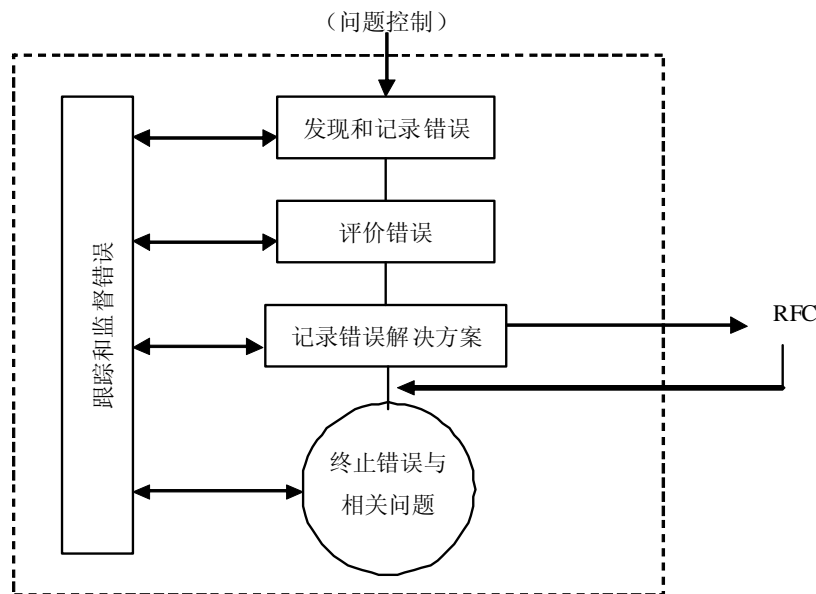 （问题控制）
发现和记录错误
评价错误
记录错误解决方案
RFC
终止错误与
相关问题
跟踪和监督错误